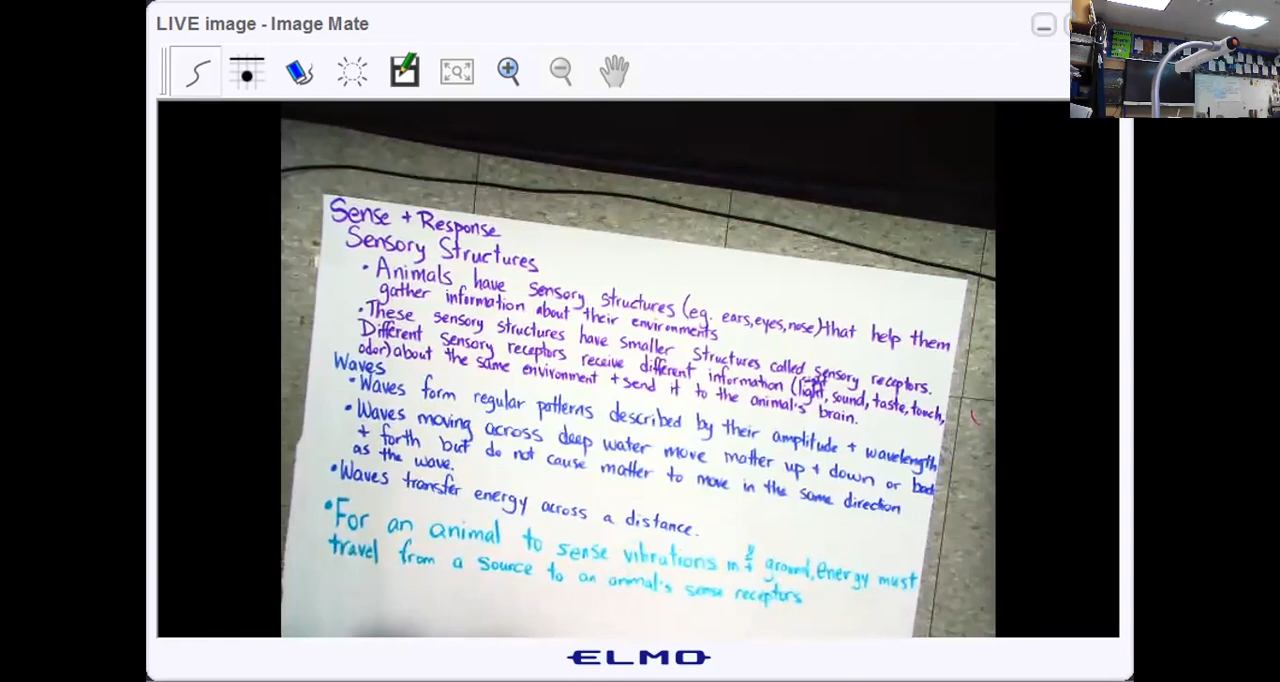 LIVE image - Image Mate
Sense + Response
Sensory Structures
• Animals have sensory structures (eg. ears, eyes, nose) that help them
gather information about their environments
• These sensory structures have smaller structures called sensory receptors.
Different sensory receptors receive different information (light, sound, taste, touch,
odor) about the same environment + send it to the animal's brain.
Waves
• Waves form regular patterns described by their amplitude + wavelength
• Waves moving across deep water move matter up + down or back
+ forth but do not cause matter to move in the same direction
as the wave.
• Waves transfer energy across a distance.
• For an animal to sense vibrations in ground, energy must
travel from a source to an animal's sense receptors
ELMO